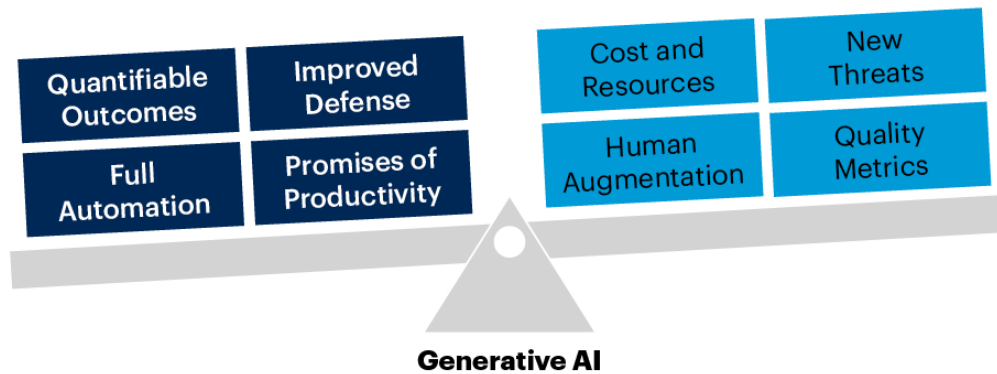 Quantifiable
Outcomes
Improved
Defense
Full
Automation
Promises of
Productivity
Cost and
Resources
New
Threats
Human
Augmentation
Quality
Metrics
Generative AI